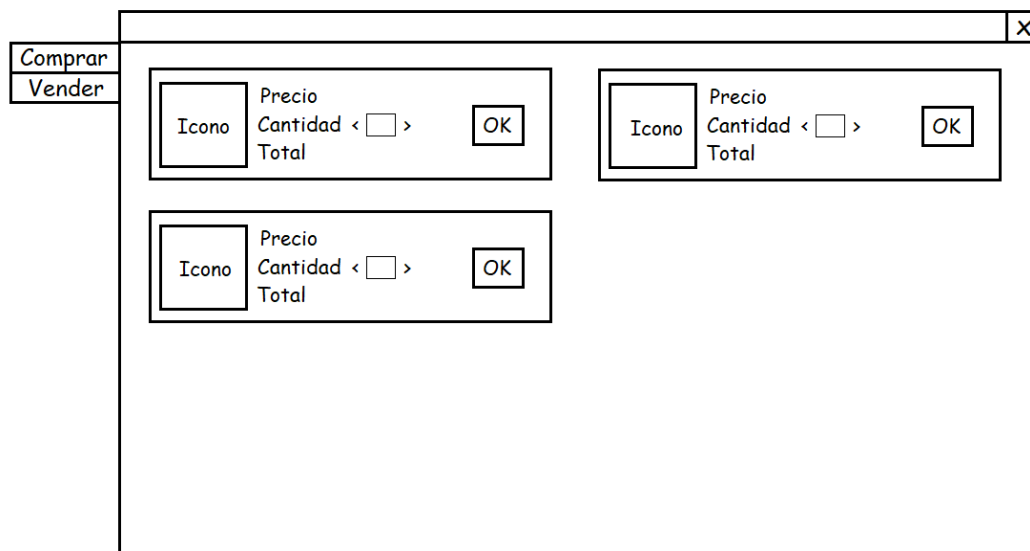 X
Comprar
Vender
Icono
Precio
Cantidad < >
Total
OK
Icono
Precio
Cantidad < >
Total
OK
Icono
Precio
Cantidad < >
Total
OK